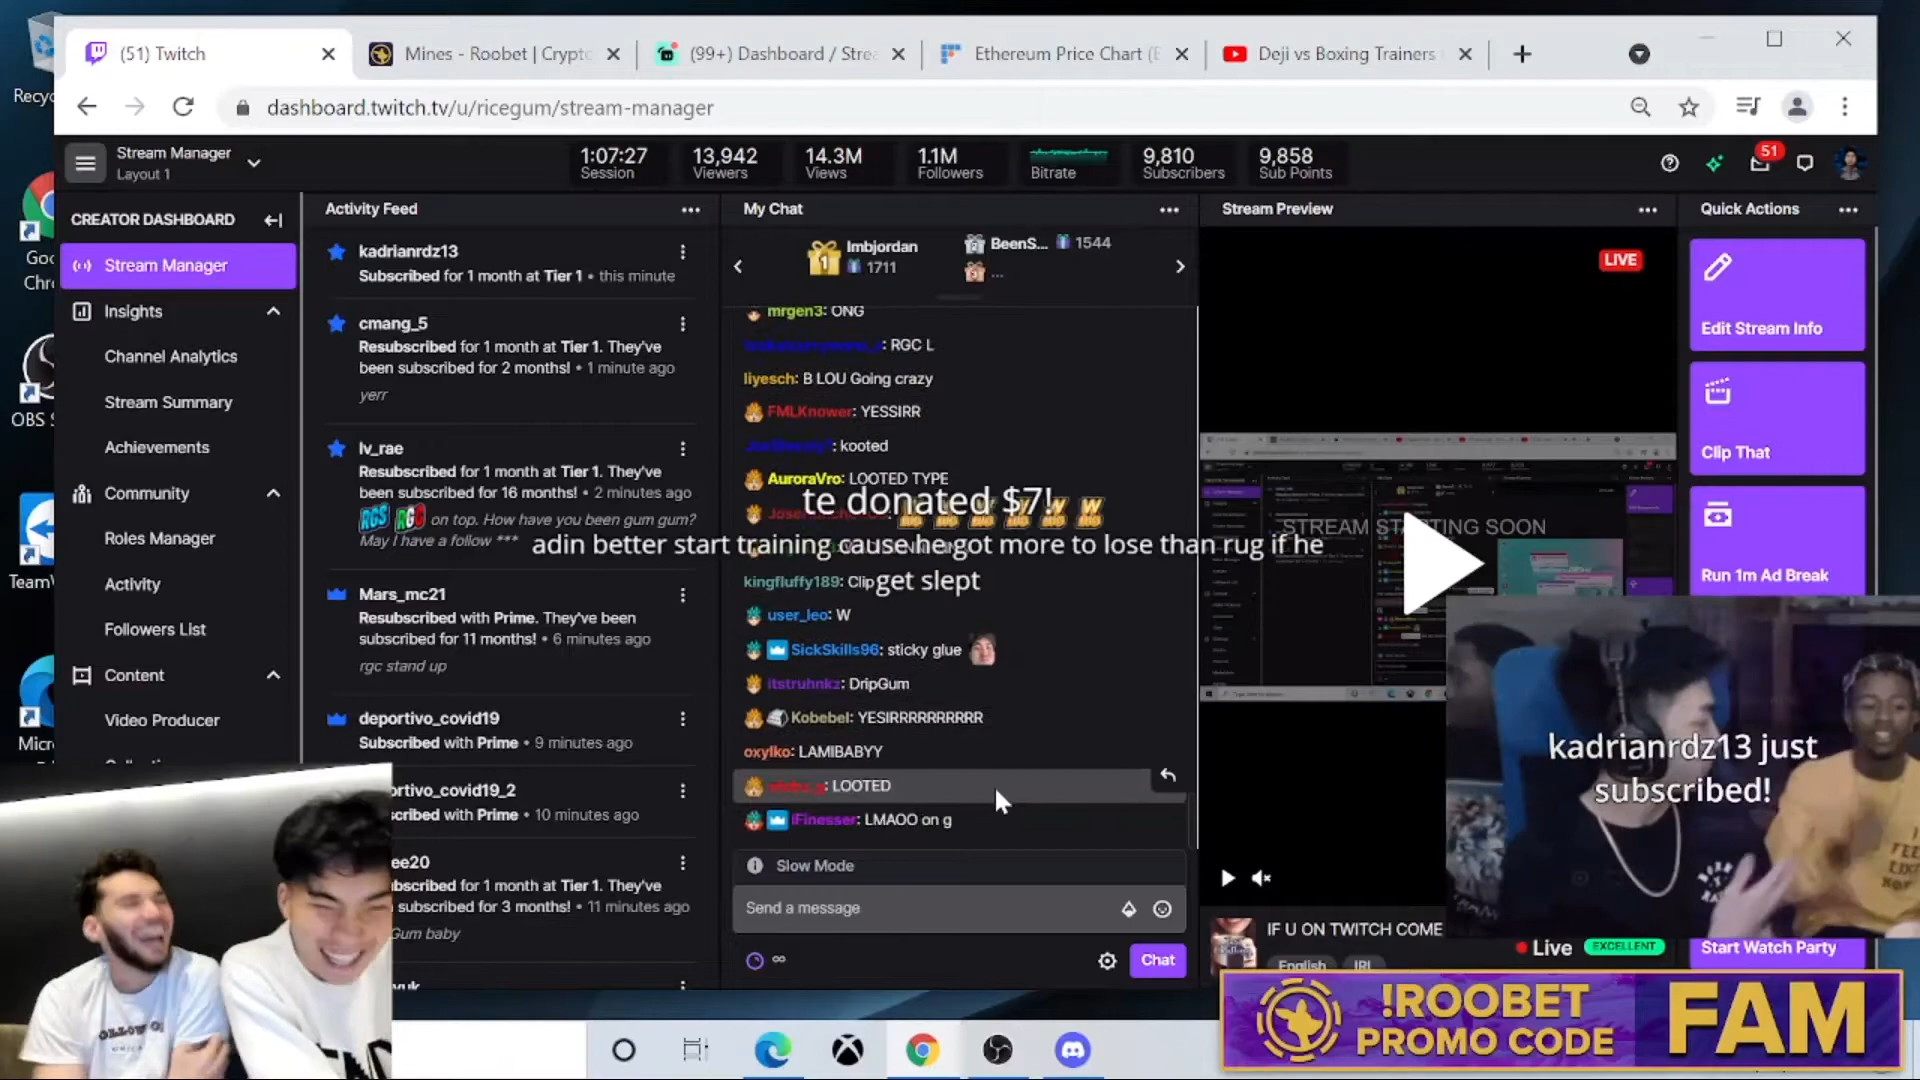 (51) Twitch
Mines - Roobet | Crypto
(99+) Dashboard / Strea
Ethereum Price Chart (E
Deji vs Boxing Trainers
dashboard.twitch.tv/u/ricegum/stream-manager
Stream Manager
Layout 1
1:07:27
Session
13,942
Viewers
14.3M
Views
1.1M
Followers
Bitrate
9,810
Subscribers
9,858
Sub Points
51
CREATOR DASHBOARD
Stream Manager
Insights
Channel Analytics
Stream Summary
Achievements
Community
Roles Manager
Activity
Followers List
Content
Video Producer
Activity Feed
kadrianrdz13
Subscribed for 1 month at Tier 1 • this minute
cmang_5
Resubscribed for 1 month at Tier 1. They've
been subscribed for 2 months! • 1 minute ago
yerr
lv_rae
Resubscribed for 1 month at Tier 1. They've
been subscribed for 16 months! • 2 minutes ago
RGS RGC on top. How have you been gum gum?
May I have a follow ***
Mars_mc21
Resubscribed with Prime. They've been
subscribed for 11 months! • 6 minutes ago
rgc stand up
deportivo_covid19
Subscribed with Prime • 9 minutes ago
ortivo_covid19_2
scribed with Prime • 10 minutes ago
ee20
bscribed for 1 month at Tier 1. They've
subscribed for 3 months! • 11 minutes ago
Gum baby
My Chat
1
Imbjordan
1711
BeenS... 1544
...
mrgen3: ONG
: RGC L
liyesch: B LOU Going crazy
FMLKnower: YESSIRR
: kooted
AuroraVro: LOOTED TYPE
te donated $7!
adin better start training cause he got more to lose than rug if he
get slept
kingfluffy189: Clip
user_leo: W
SickSkills96: sticky glue
itstruhnkz: DripGum
Kobebel: YESIRRRRRRRRR
oxylko: LAMIBABYY
: LOOTED
iFinesser: LMAOO on g
Slow Mode
Send a message
Chat
Stream Preview
LIVE
STREAM STARTING SOON
kadrianrdz13 just
subscribed!
IF U ON TWITCH COME
English
IRL
Live
EXCELLENT
Quick Actions
Edit Stream Info
Clip That
Run 1m Ad Break
Start Watch Party
!ROOBET
PROMO CODE
FAM
Recyc
Goo
Chr
OBS S
TeamV
Micr